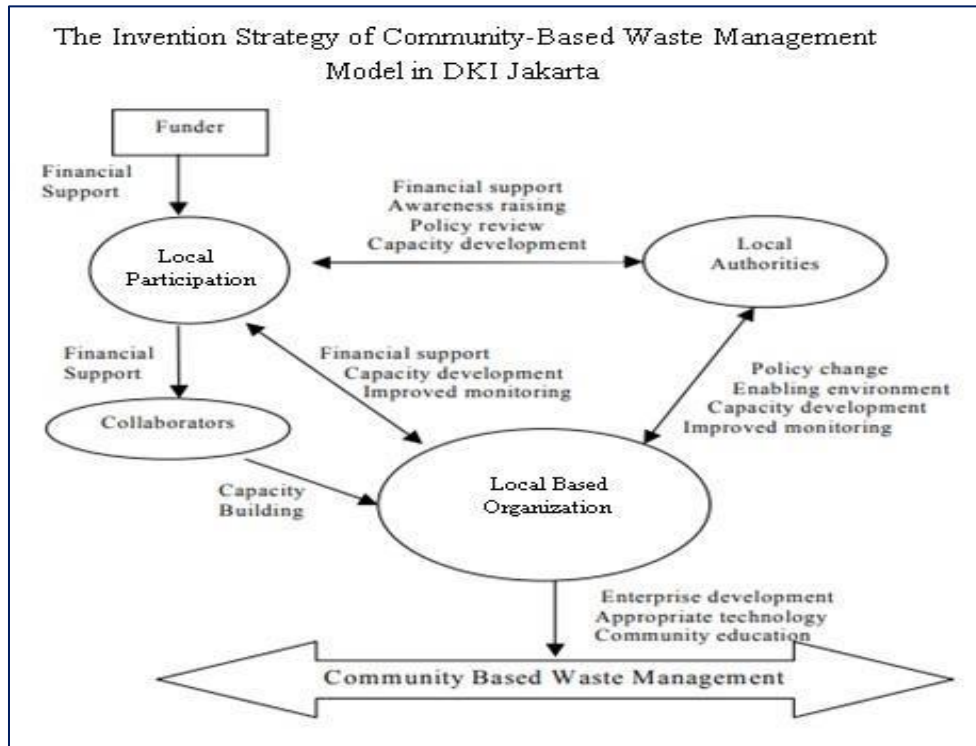 The Invention Strategy of Community-Based Waste Management
Model in DKI Jakarta
Funder
Financial
Support
Financial support
Awareness raising
Policy review
Capacity development
Local
Participation
Local
Authorities
Financial
Support
Financial support
Capacity development
Improved monitoring
Policy change
Enabling environment
Capacity development
Improved monitoring
Collaborators
Capacity
Building
Local Based
Organization
Enterprise development
Appropriate technology
Community education
Community Based Waste Management